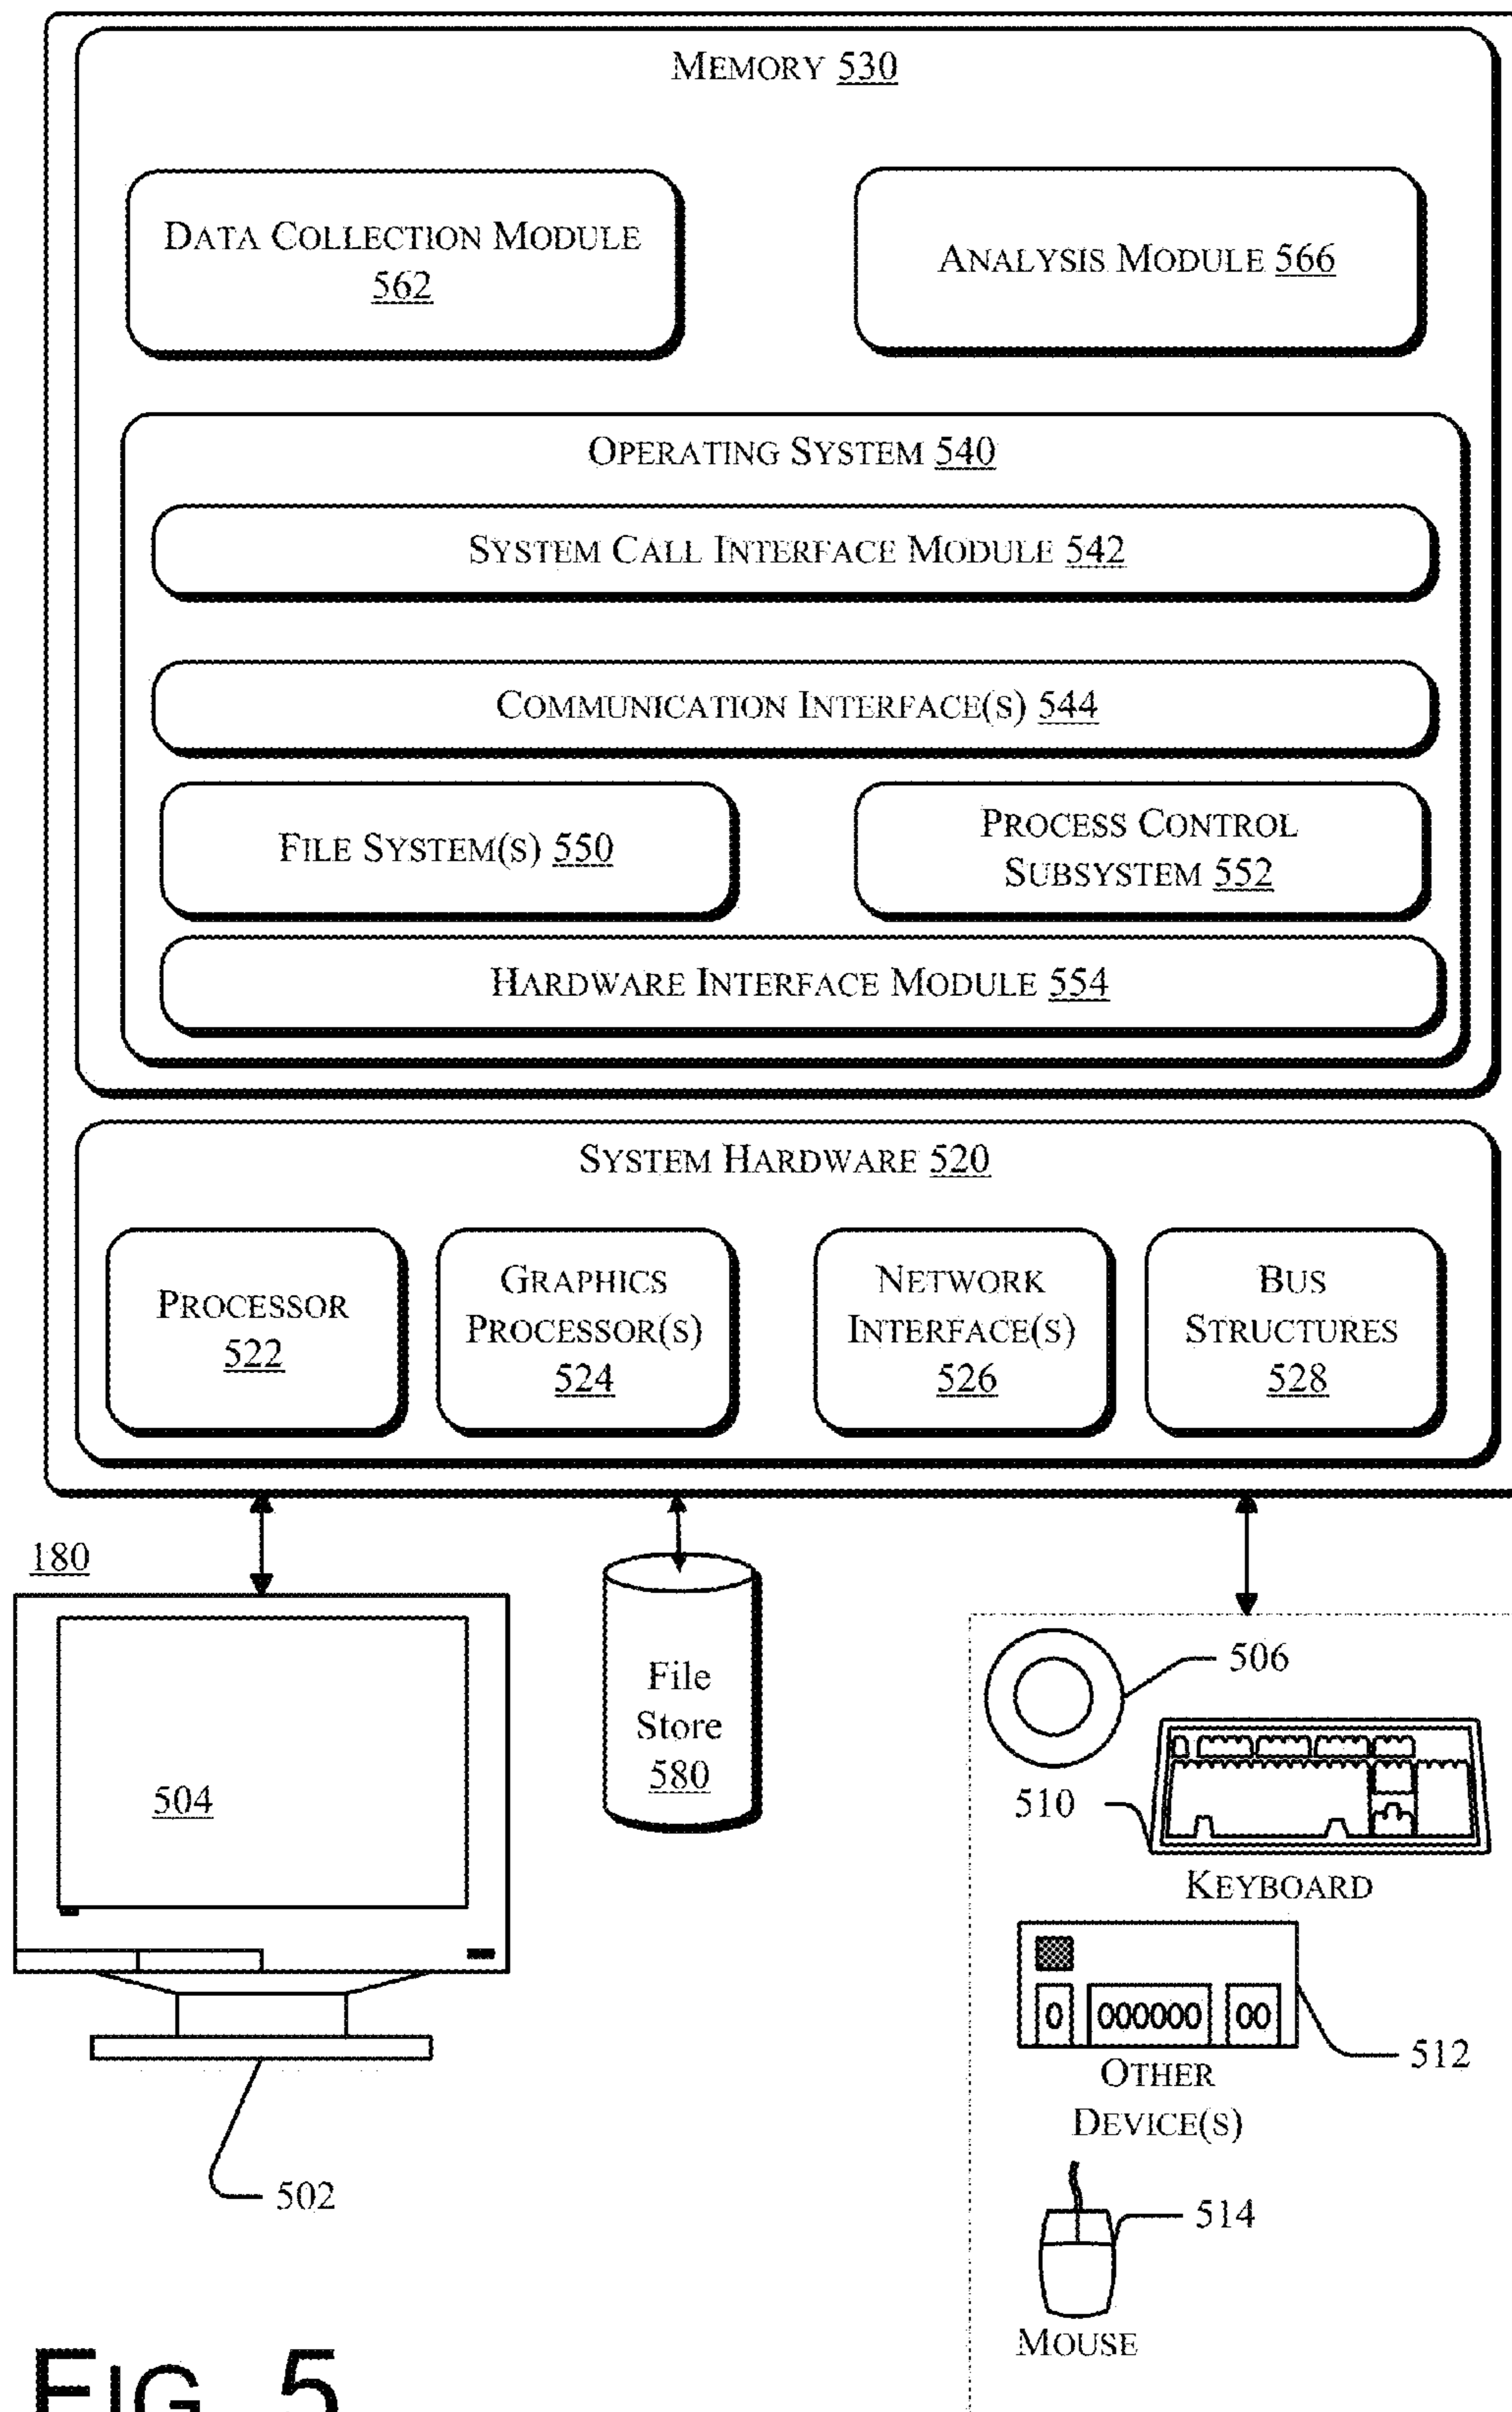 MEMORY 530
DATA COLLECTION MODULE
562
ANALYSIS MODULE 566
OPERATING SYSTEM 540
SYSTEM CALL INTERFACE MODULE 542
COMMUNICATION INTERFACE(S) 544
FILE SYSTEM(S) 550
PROCESS CONTROL
SUBSYSTEM 552
HARDWARE INTERFACE MODULE 554
SYSTEM HARDWARE 520
PROCESSOR
522
GRAPHICS
PROCESSOR(S)
524
NETWORK
INTERFACE(S)
526
BUS
STRUCTURES
528
180
504
502
File
Store
580
506
510
KEYBOARD
0 000000 00
512
OTHER
DEVICE(S)
514
MOUSE
FIG. 5